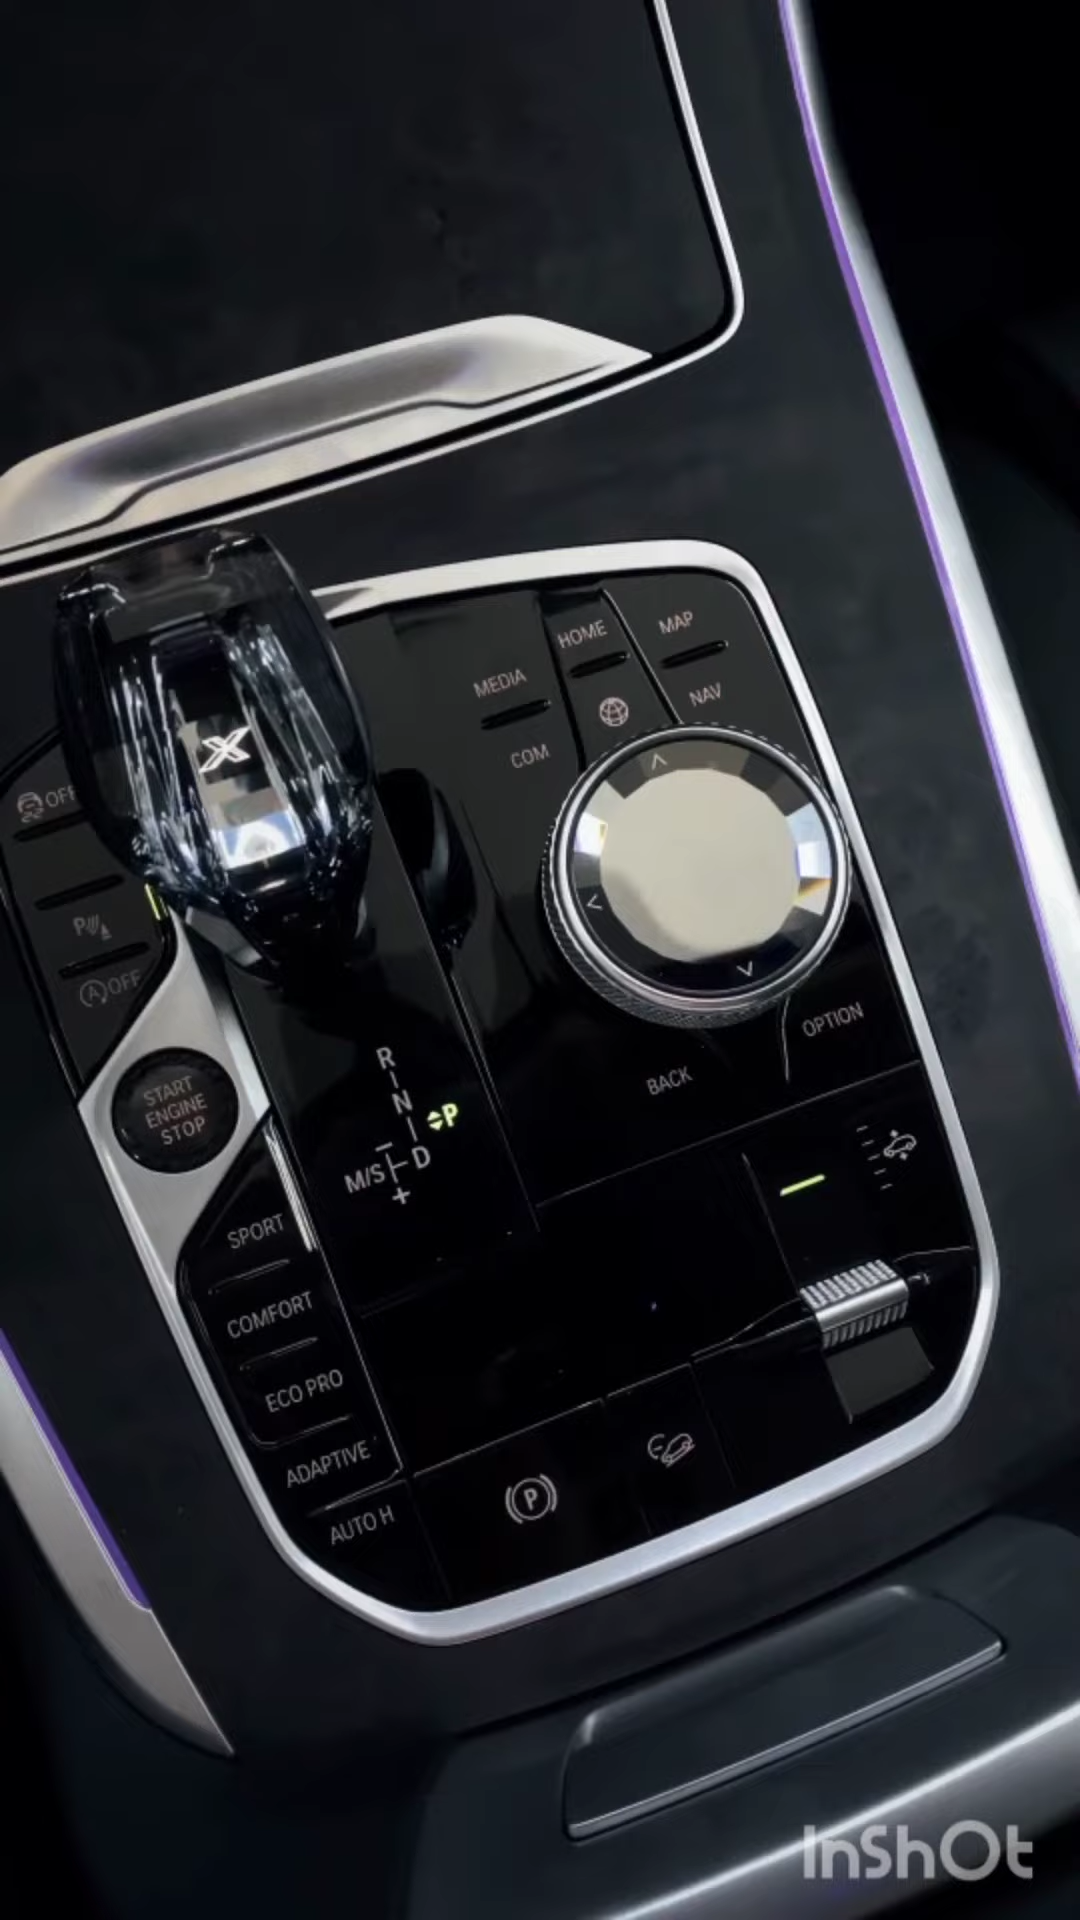 HOME
MAP
MEDIA
NAV
COM
X
OFF
P
A OFF
OPTION
BACK
START
ENGINE
STOP
R
N
P
M/S
D
+
SPORT
COMFORT
ECO PRO
ADAPTIVE
AUTO H
P
InShOt